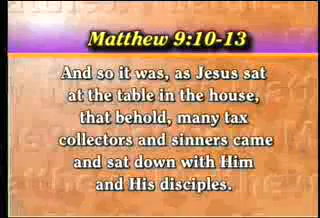 Matthew 9:10-13
And so it was, as Jesus sat
at the table in the house,
that behold, many tax
collectors and sinners came
and sat down with Him
and His disciples.